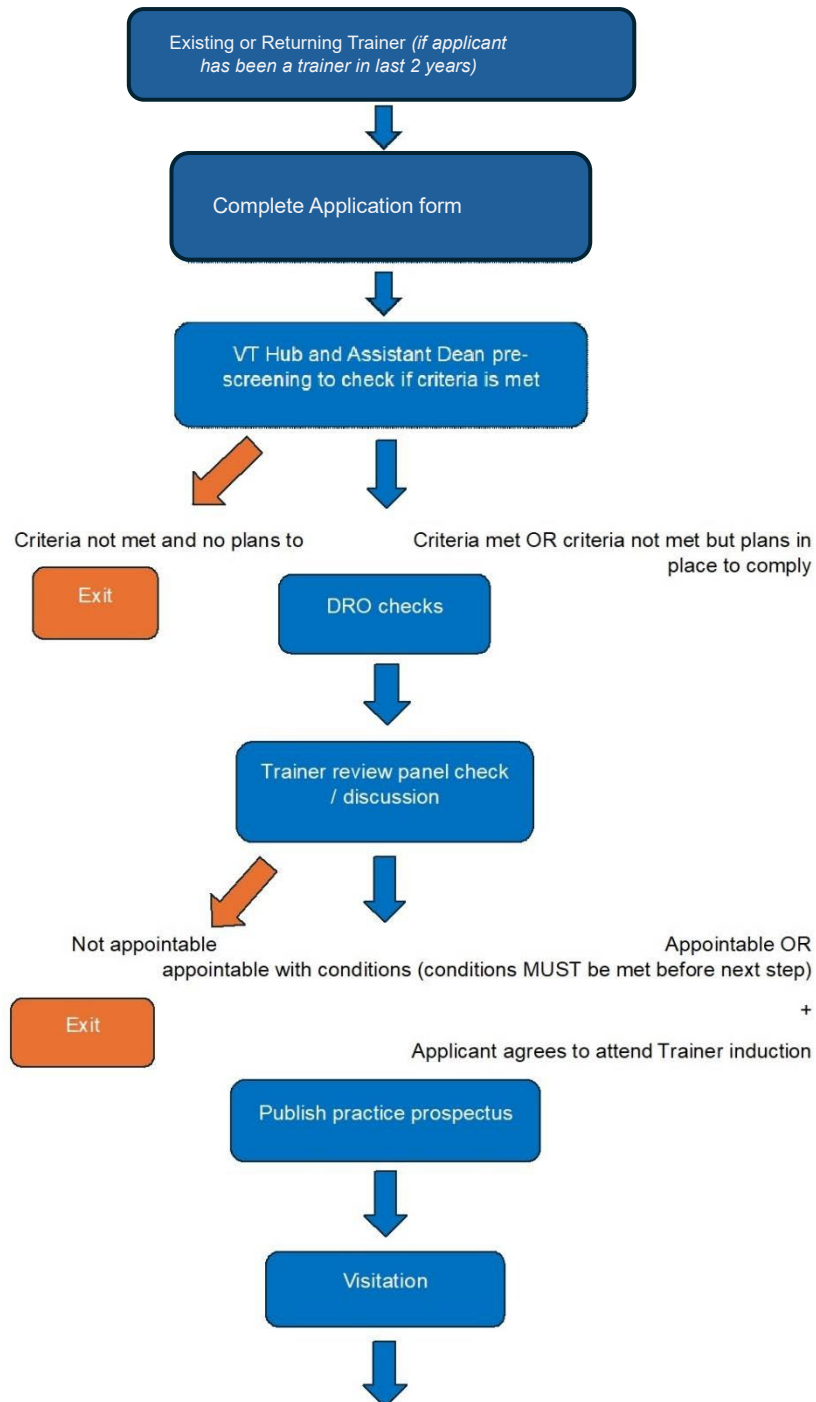 Existing or Returning Trainer (if applicant
has been a trainer in last 2 years)
Complete Application form
VT Hub and Assistant Dean pre-
screening to check if criteria is met
Criteria not met and no plans to
Criteria met OR criteria not met but plans in
place to comply
Exit
DRO checks
Trainer review panel check
/ discussion
Not appointable
Appointable OR
appointable with conditions (conditions MUST be met before next step)
+
Exit
Applicant agrees to attend Trainer induction
Publish practice prospectus
Visitation